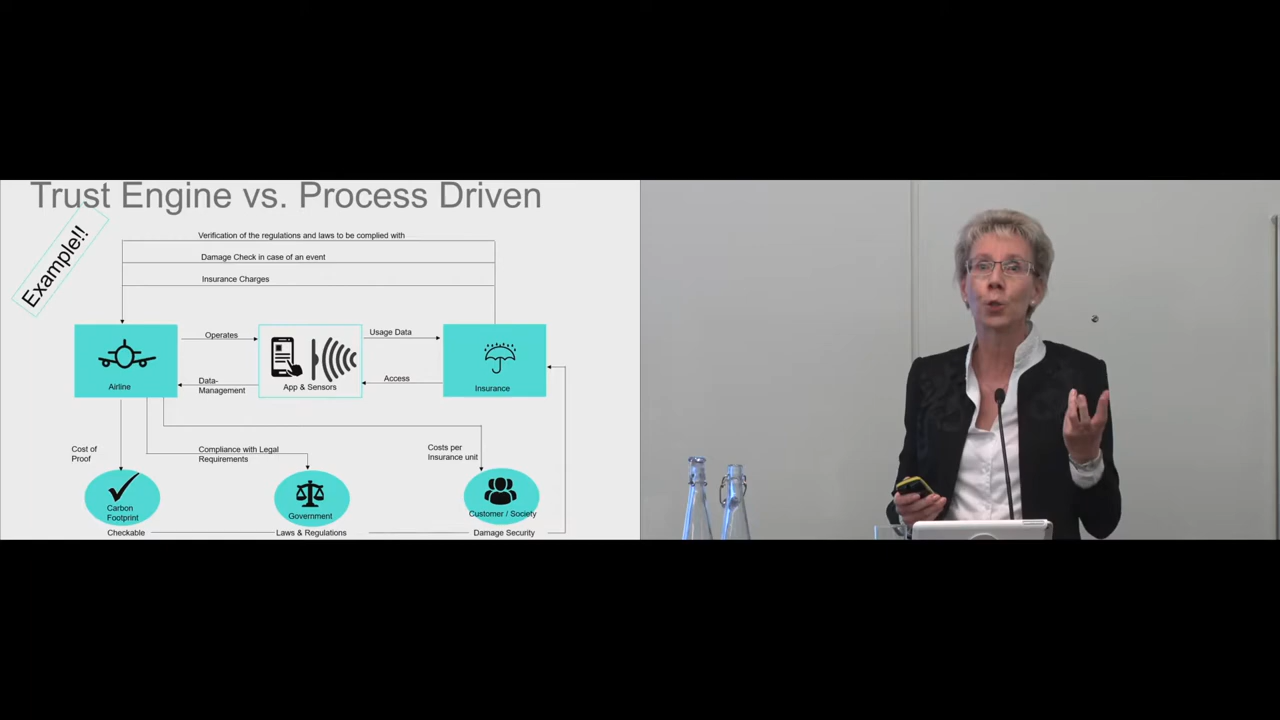 Trust Engine vs. Process Driven
Example!!
Verification of the regulations and laws to be complied with
Damage Check in case of an event
Insurance Charges
Operates
Usage Data
Airline
Data-
Management
App & Sensors
Access
Insurance
Cost of
Proof
Compliance with Legal
Requirements
Costs per
Insurance unit
Carbon
Footprint
Government
Customer / Society
Checkable
Laws & Regulations
Damage Security